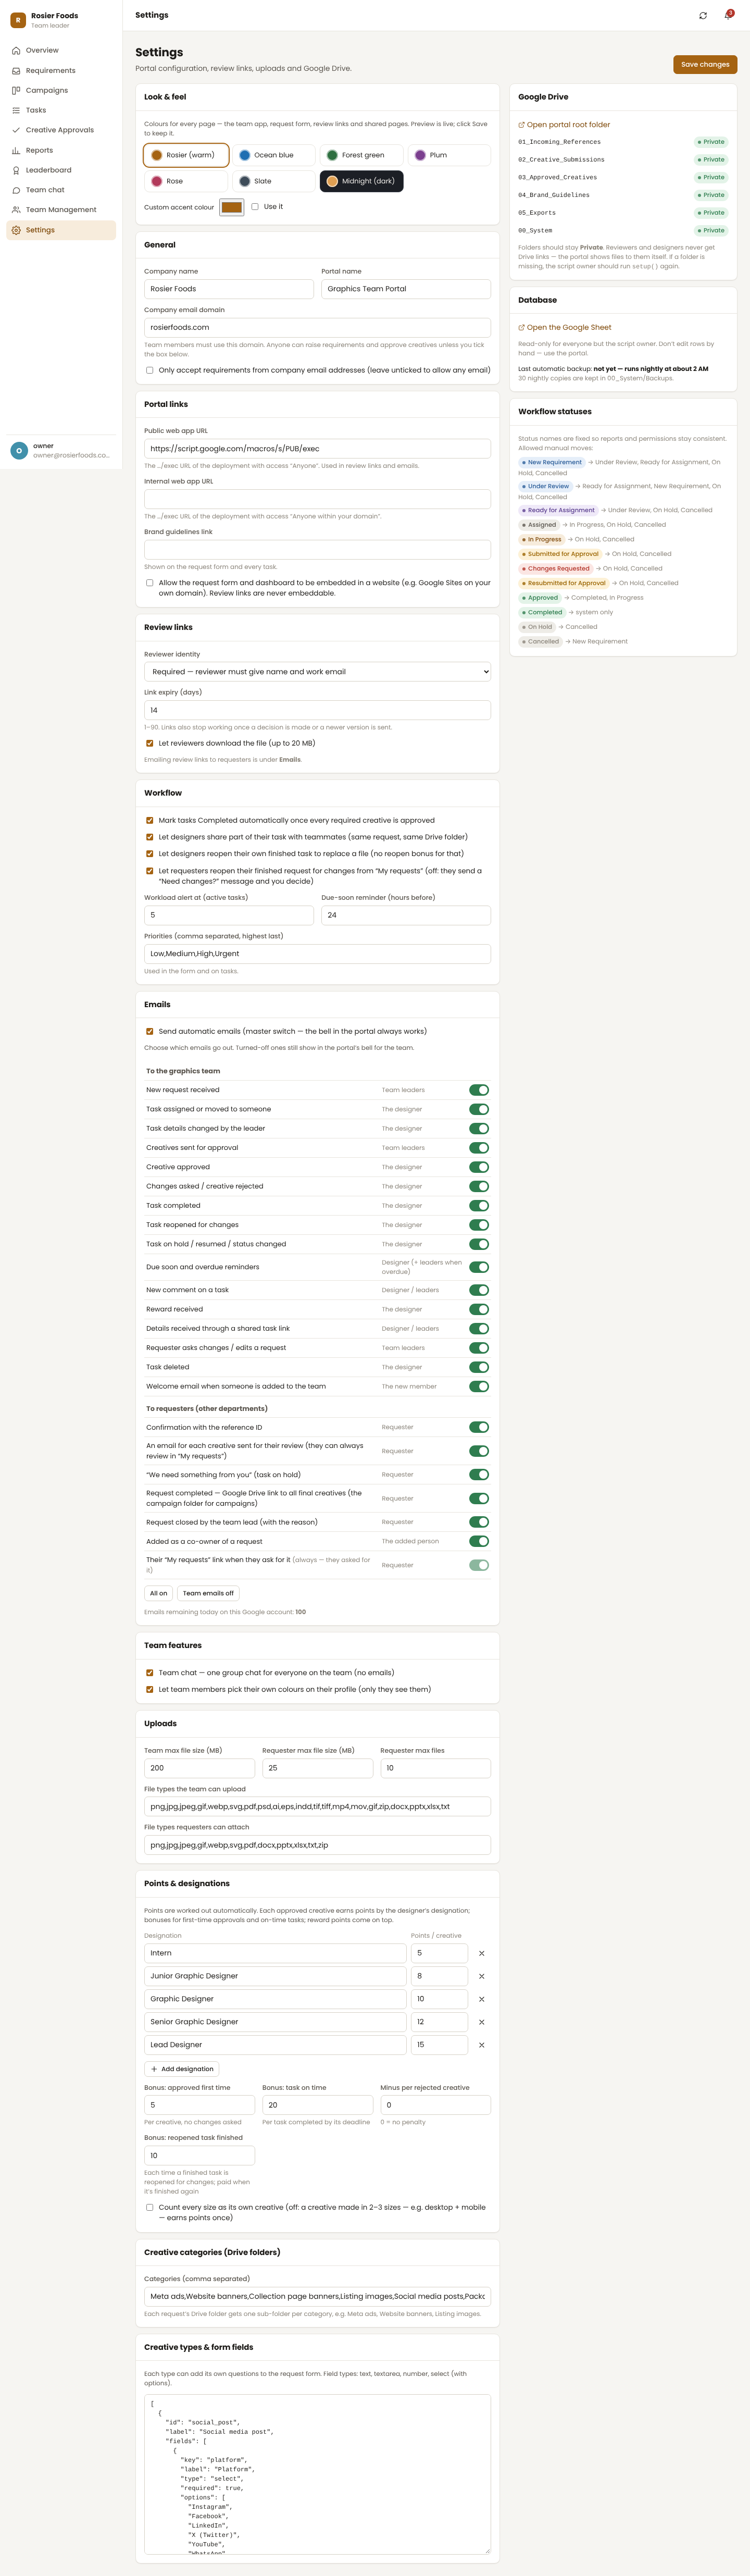 R
Rosier Foods
Team leader
Overview
Requirements
Campaigns
Tasks
Creative Approvals
Reports
Leaderboard
Team chat
Team Management
Settings
O
owner
owner@rosierfoods.co...
Settings
3
Settings
Portal configuration, review links, uploads and Google Drive.
Save changes
Look & feel
Colours for every page — the team app, request form, review links and shared pages. Preview is live; click Save
to keep it.
Rosier (warm)
Ocean blue
Forest green
Plum
Rose
Slate
Midnight (dark)
Custom accent colour
Use it
General
Company name
Portal name
Rosier Foods
Graphics Team Portal
Company email domain
rosierfoods.com
Team members must use this domain. Anyone can raise requirements and approve creatives unless you tick
the box below.
Only accept requirements from company email addresses (leave unticked to allow any email)
Portal links
Public web app URL
https://script.google.com/macros/s/PUB/exec
The …/exec URL of the deployment with access “Anyone”. Used in review links and emails.
Internal web app URL
The …/exec URL of the deployment with access “Anyone within your domain”.
Brand guidelines link
Shown on the request form and every task.
Allow the request form and dashboard to be embedded in a website (e.g. Google Sites on your
own domain). Review links are never embeddable.
Review links
Reviewer identity
Required — reviewer must give name and work email
Link expiry (days)
14
1–90. Links also stop working once a decision is made or a newer version is sent.
Let reviewers download the file (up to 20 MB)
Emailing review links to requesters is under Emails.
Workflow
Mark tasks Completed automatically once every required creative is approved
Let designers share part of their task with teammates (same request, same Drive folder)
Let designers reopen their own finished task to replace a file (no reopen bonus for that)
Let requesters reopen their finished request for changes from “My requests” (off: they send a
“Need changes?” message and you decide)
Workload alert at (active tasks)
Due-soon reminder (hours before)
5
24
Priorities (comma separated, highest last)
Low,Medium,High,Urgent
Used in the form and on tasks.
Emails
Send automatic emails (master switch — the bell in the portal always works)
Choose which emails go out. Turned-off ones still show in the portal's bell for the team.
To the graphics team
New request received
Team leaders
Task assigned or moved to someone
The designer
Task details changed by the leader
The designer
Creatives sent for approval
Team leaders
Creative approved
The designer
Changes asked / creative rejected
The designer
Task completed
The designer
Task reopened for changes
The designer
Task on hold / resumed / status changed
The designer
Due soon and overdue reminders
Designer (+ leaders when
overdue)
New comment on a task
Designer / leaders
Reward received
The designer
Details received through a shared task link
Designer / leaders
Requester asks changes / edits a request
Team leaders
Task deleted
The designer
Welcome email when someone is added to the team
The new member
To requesters (other departments)
Confirmation with the reference ID
Requester
An email for each creative sent for their review (they can always
review in “My requests”)
Requester
“We need something from you” (task on hold)
Requester
Request completed — Google Drive link to all final creatives (the
campaign folder for campaigns)
Requester
Request closed by the team lead (with the reason)
Requester
Added as a co-owner of a request
The added person
Their “My requests” link when they ask for it (always — they asked for
it)
Requester
All on
Team emails off
Emails remaining today on this Google account: 100
Team features
Team chat — one group chat for everyone on the team (no emails)
Let team members pick their own colours on their profile (only they see them)
Uploads
Team max file size (MB)
Requester max file size (MB)
Requester max files
200
25
10
File types the team can upload
png,jpg,jpeg,gif,webp,svg,pdf,psd,ai,eps,indd,tif,tiff,mp4,mov,gif,zip,docx,pptx,xlsx,txt
File types requesters can attach
png,jpg,jpeg,gif,webp,svg,pdf,docx,pptx,xlsx,txt,zip
Points & designations
Points are worked out automatically. Each approved creative earns points by the designer's designation;
bonuses for first-time approvals and on-time tasks; reward points come on top.
Designation
Points / creative
Intern
5
Junior Graphic Designer
8
Graphic Designer
10
Senior Graphic Designer
12
Lead Designer
15
Add designation
Bonus: approved first time
Bonus: task on time
Minus per rejected creative
5
20
0
Per creative, no changes asked
Per task completed by its deadline
0 = no penalty
Bonus: reopened task finished
10
Each time a finished task is
reopened for changes; paid when
it's finished again
Count every size as its own creative (off: a creative made in 2–3 sizes — e.g. desktop + mobile
— earns points once)
Creative categories (Drive folders)
Categories (comma separated)
Meta ads,Website banners,Collection page banners,Listing images,Social media posts,Packa
Each request's Drive folder gets one sub-folder per category, e.g. Meta ads, Website banners, Listing images.
Creative types & form fields
Each type can add its own questions to the request form. Field types: text, textarea, number, select (with
options).
[
{
"id": "social_post",
"label": "Social media post",
"fields": [
{
"key": "platform",
"label": "Platform",
"type": "select",
"required": true,
"options": [
"Instagram",
"Facebook",
"LinkedIn",
"X (Twitter)",
"YouTube",
"WhatsApp"
Google Drive
Open portal root folder
01_Incoming_References
Private
02_Creative_Submissions
Private
03_Approved_Creatives
Private
04_Brand_Guidelines
Private
05_Exports
Private
00_System
Private
Folders should stay Private. Reviewers and designers never get
Drive links — the portal shows files to them itself. If a folder is
missing, the script owner should run setup() again.
Database
Open the Google Sheet
Read-only for everyone but the script owner. Don't edit rows by
hand — use the portal.
Last automatic backup: not yet — runs nightly at about 2 AM
30 nightly copies are kept in 00_System/Backups.
Workflow statuses
Status names are fixed so reports and permissions stay consistent.
Allowed manual moves:
New Requirement → Under Review, Ready for Assignment, On
Hold, Cancelled
Under Review → Ready for Assignment, New Requirement, On
Hold, Cancelled
Ready for Assignment → Under Review, On Hold, Cancelled
Assigned → In Progress, On Hold, Cancelled
In Progress → On Hold, Cancelled
Submitted for Approval → On Hold, Cancelled
Changes Requested → On Hold, Cancelled
Resubmitted for Approval → On Hold, Cancelled
Approved → Completed, In Progress
Completed → system only
On Hold → Cancelled
Cancelled → New Requirement